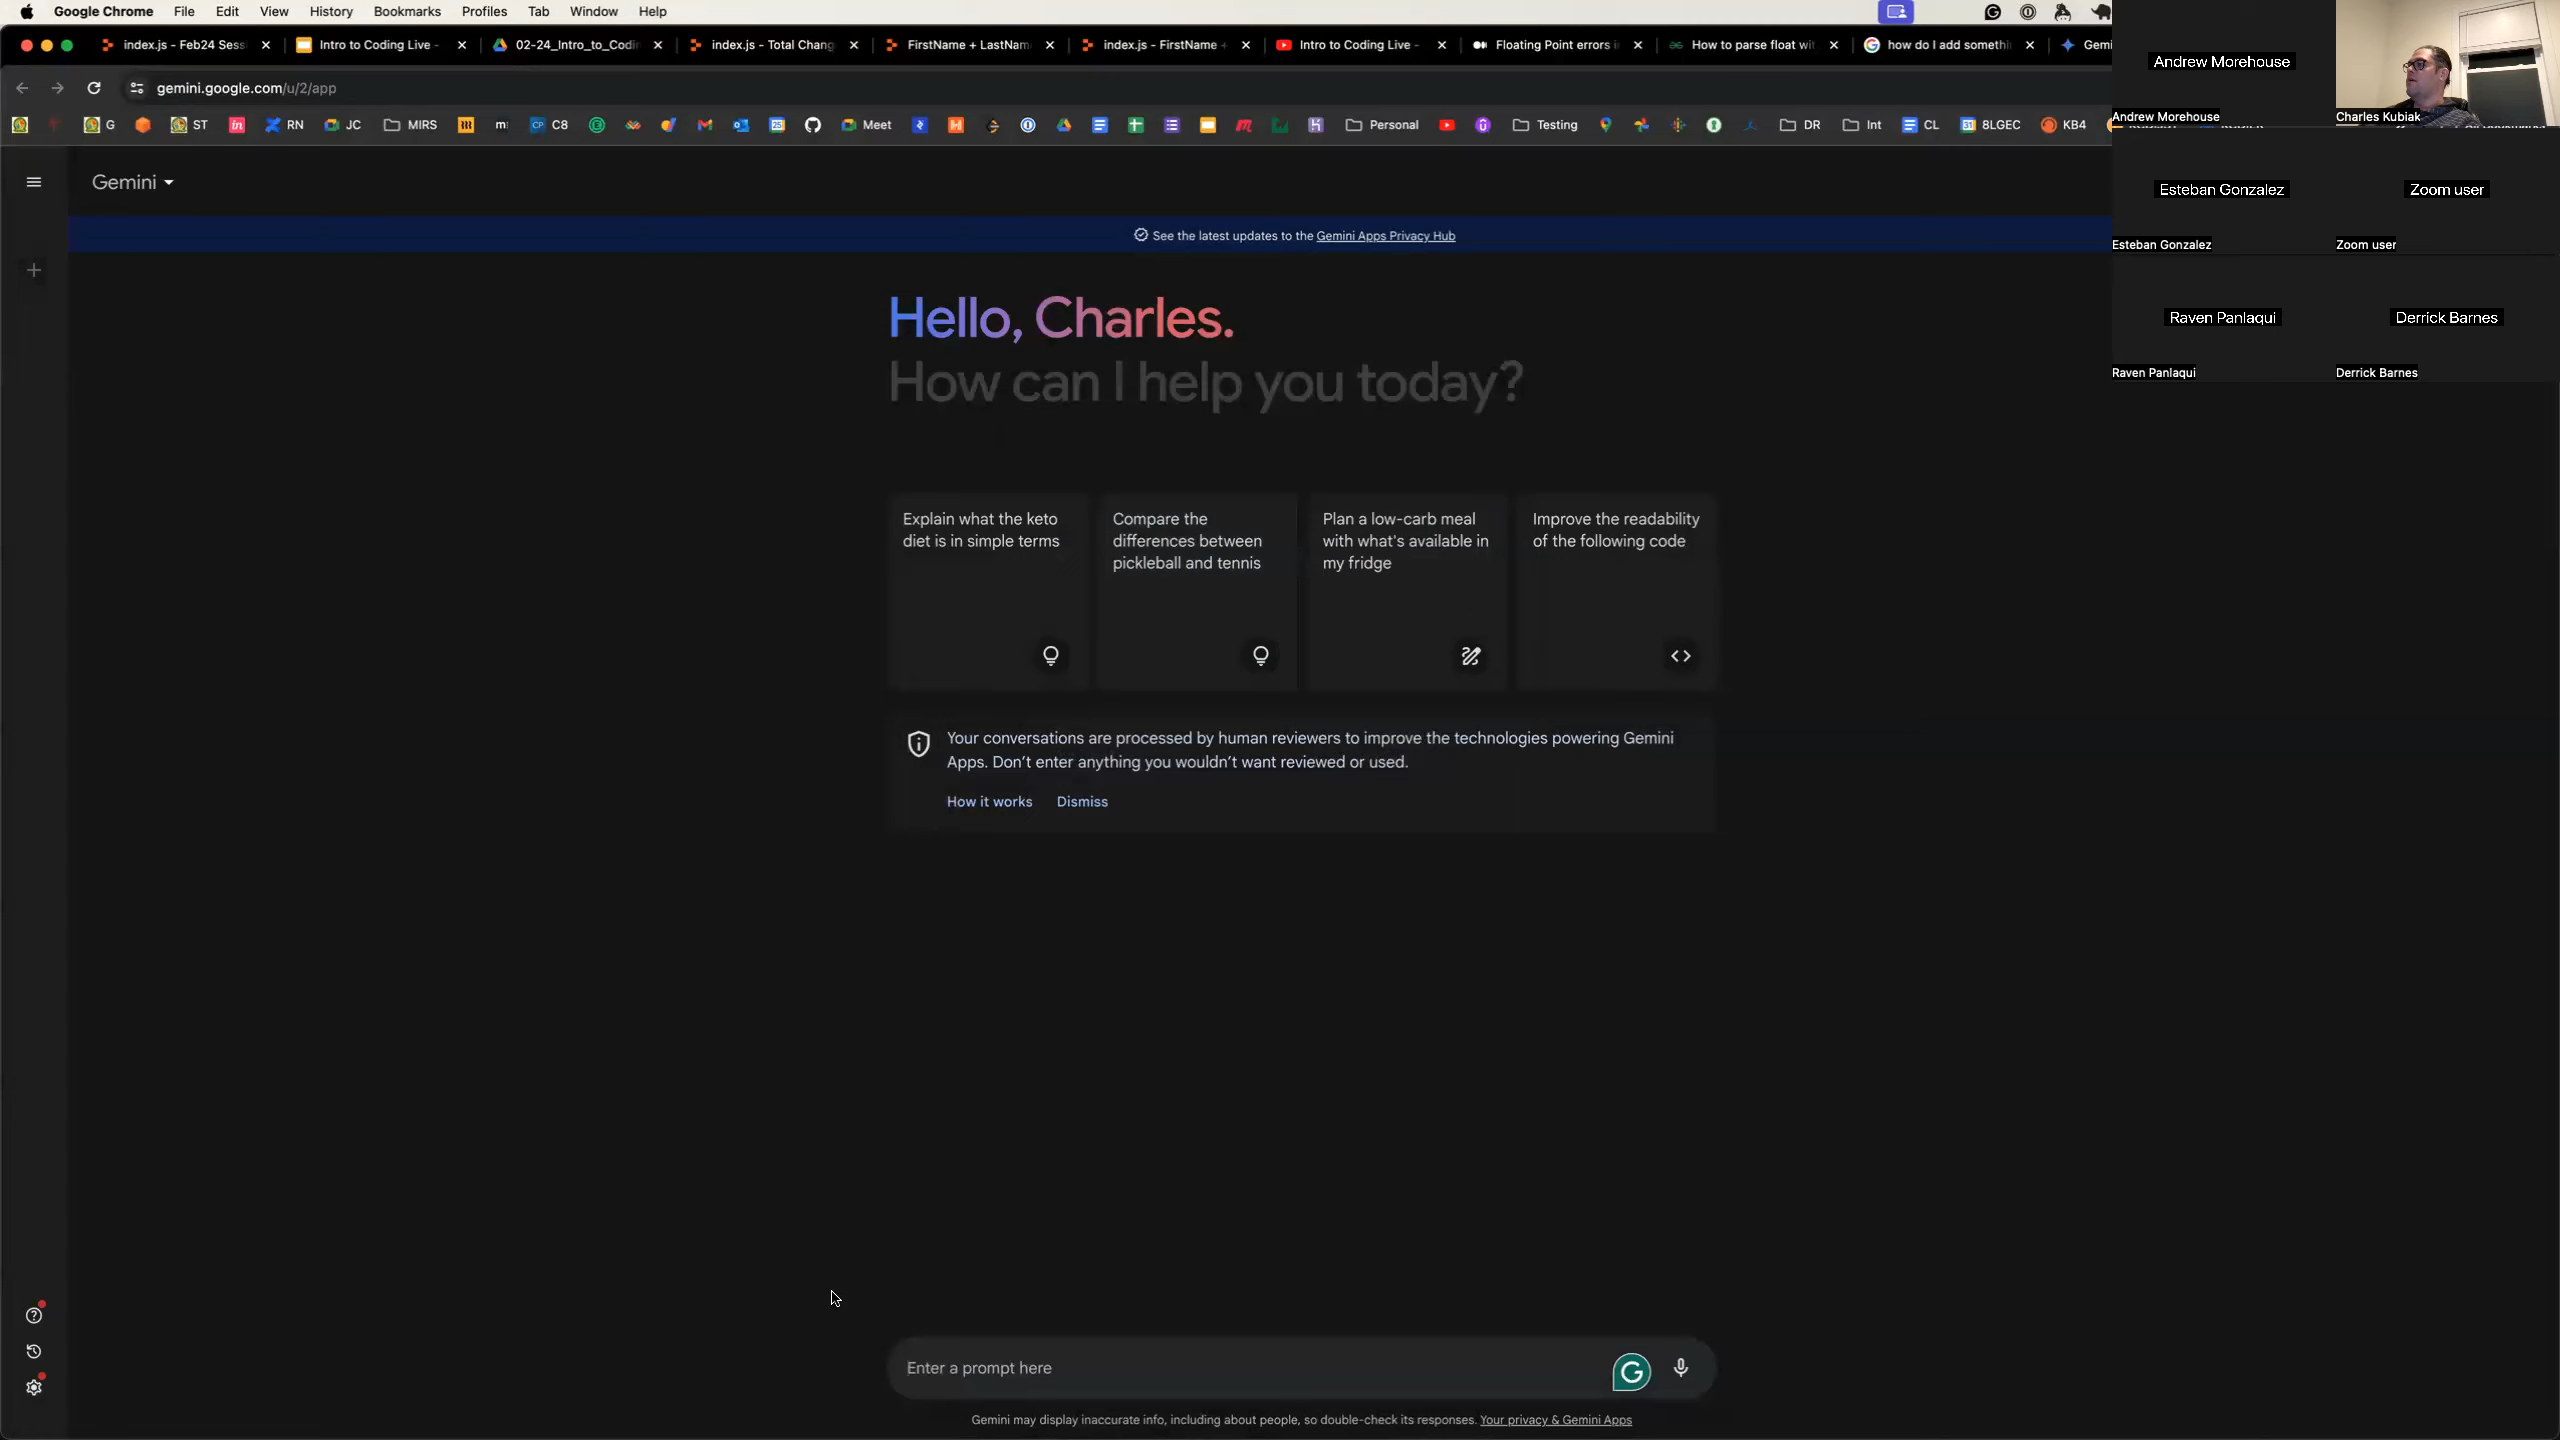 Google Chrome File Edit View History Bookmarks Profiles Tab Window Help
index.js - Feb24 Sess
Intro to Coding Live -
02-24_Intro_to_Codi
index.js - Total Chang
FirstName + LastNam
index.js - FirstName +
Intro to Coding Live -
Floating Point errors i
How to parse float wit
how do I add somethi
Gemi
gemini.google.com/u/2/app
G ST RN JC MIRS C8 Meet Personal Testing DR Int CL 8LGEC KB4
Andrew Morehouse
Andrew Morehouse
Charles Kubiak
Esteban Gonzalez
Esteban Gonzalez
Zoom user
Zoom user
Raven Panlaqui
Raven Panlaqui
Derrick Barnes
Derrick Barnes
Gemini
See the latest updates to the Gemini Apps Privacy Hub
Hello, Charles.
How can I help you today?
Explain what the keto
diet is in simple terms
Compare the
differences between
pickleball and tennis
Plan a low-carb meal
with what's available in
my fridge
Improve the readability
of the following code
Your conversations are processed by human reviewers to improve the technologies powering Gemini
Apps. Don't enter anything you wouldn't want reviewed or used.
How it works Dismiss
Enter a prompt here
Gemini may display inaccurate info, including about people, so double-check its responses. Your privacy & Gemini Apps